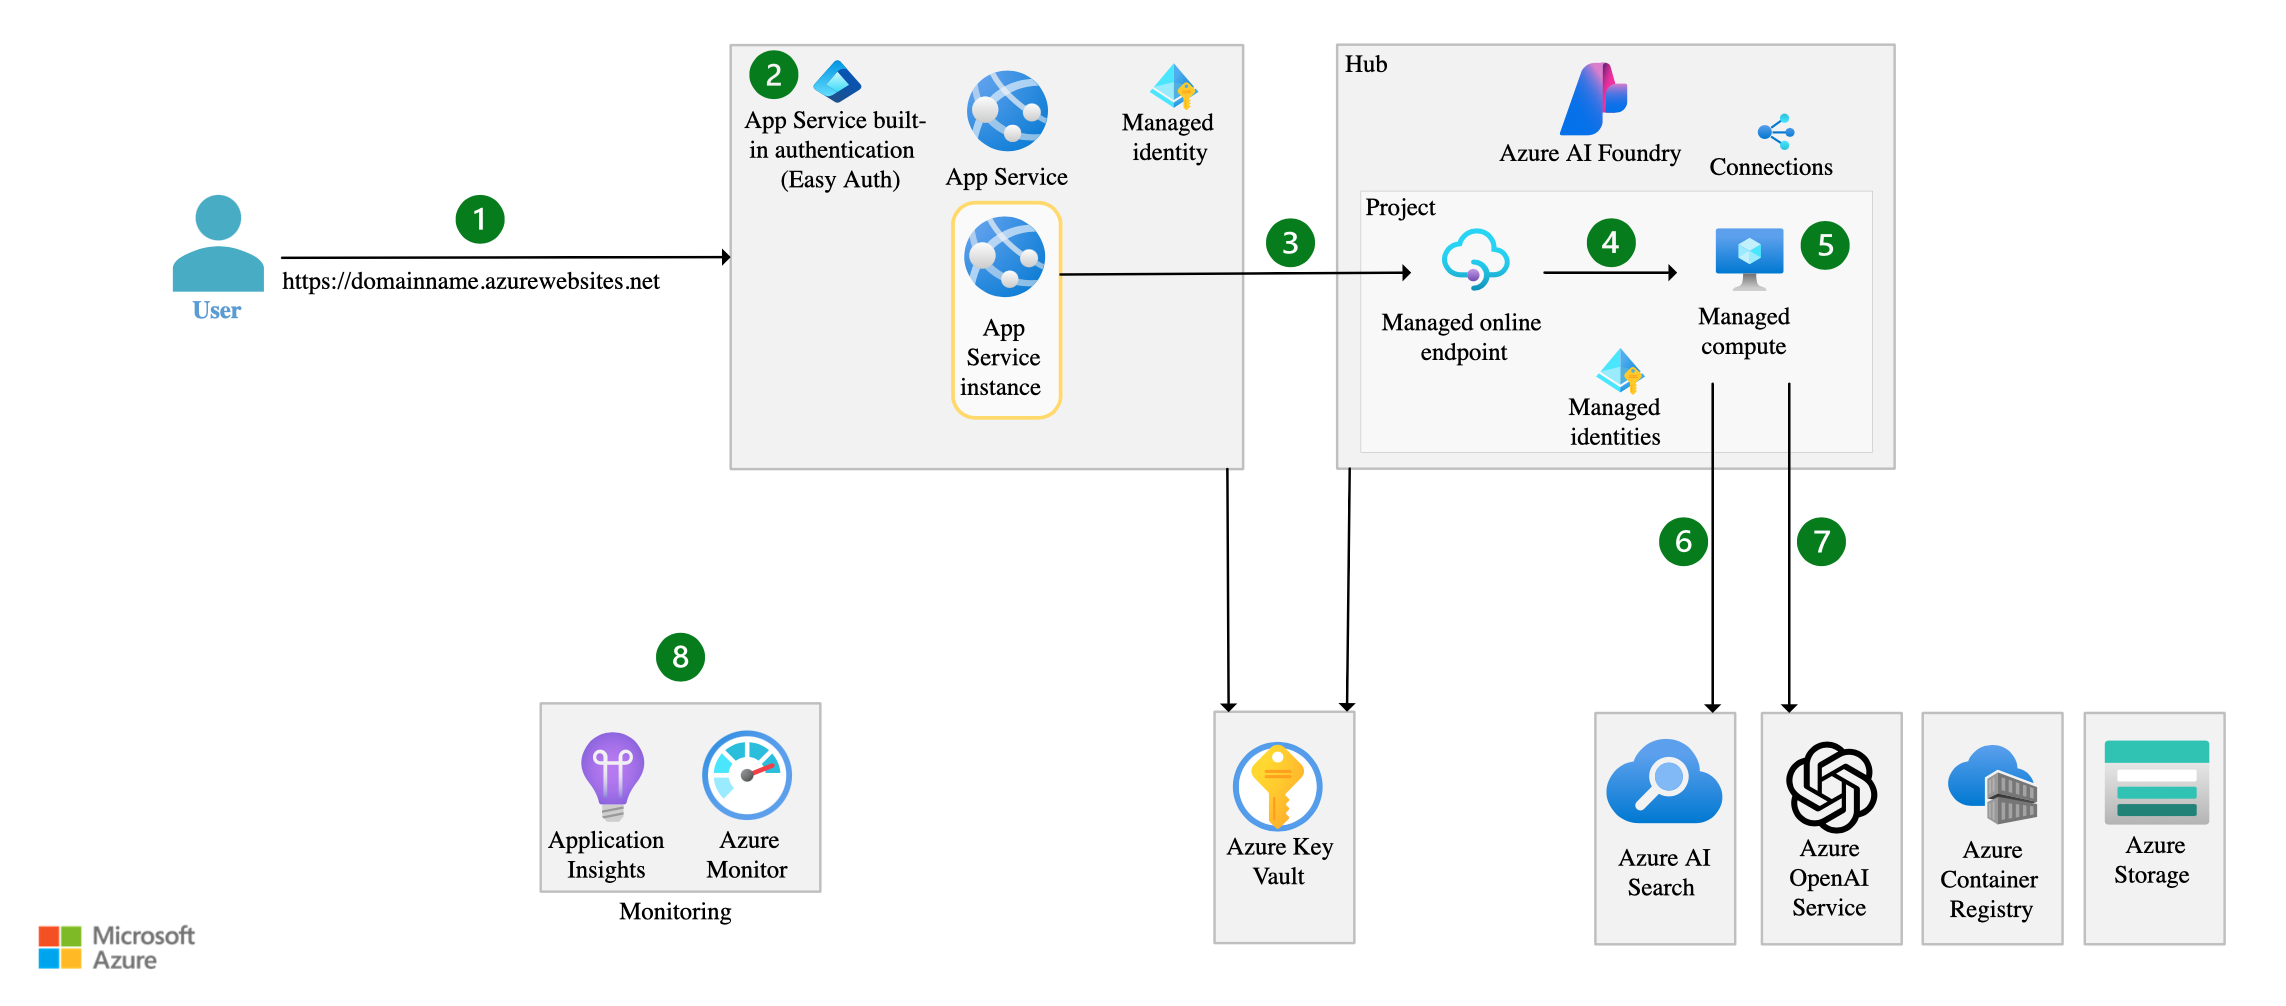 1
https://domainname.azurewebsites.net
User
2
App Service built-
in authentication
(Easy Auth)
App Service
Managed
identity
App
Service
instance
3
Hub
Azure AI Foundry
Connections
Project
Managed online
endpoint
4
5
Managed
compute
Managed
identities
6
7
8
Application
Insights
Azure
Monitor
Monitoring
Azure Key
Vault
Azure AI
Search
Azure
OpenAI
Service
Azure
Container
Registry
Azure
Storage
Microsoft
Azure